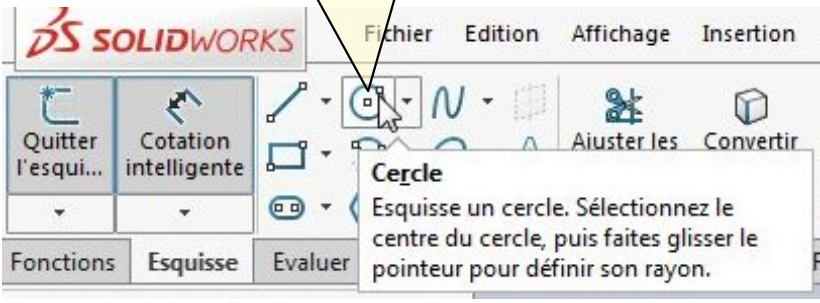 SOLIDWORKS
Fichier Edition Affichage Insertion
Quitter l'esqui...
Cotation intelligente
Ajuster les Convertir
Cercle
Esquisse un cercle. Sélectionnez le
centre du cercle, puis faites glisser le
pointeur pour définir son rayon.
Fonctions Esquisse Evaluer